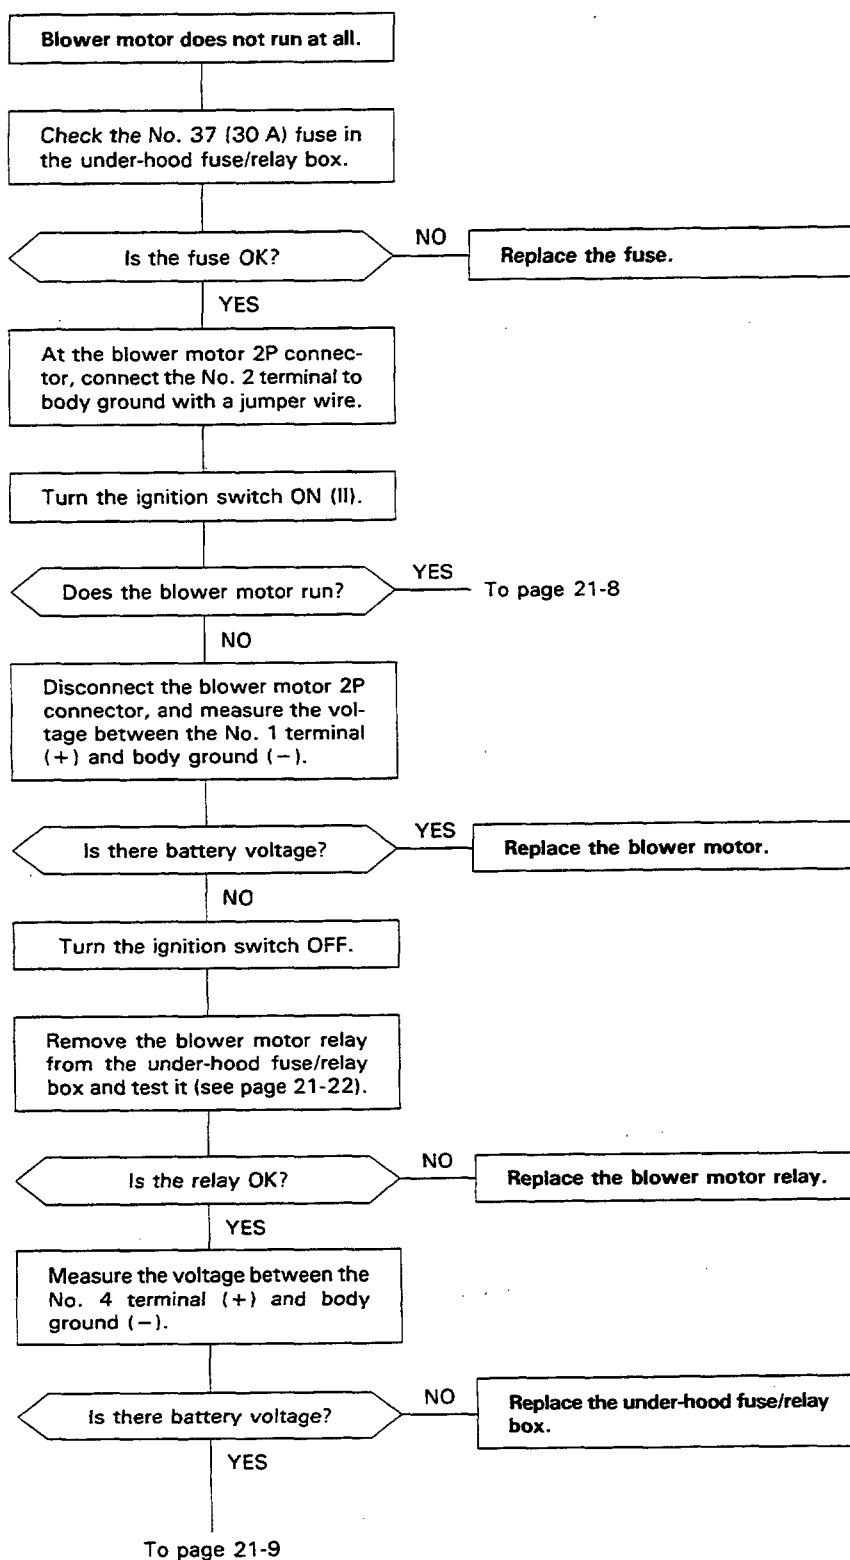 Blower motor does not run at all.
Check the No. 37 (30 A) fuse in
the under-hood fuse/relay box.
Is the fuse OK?
NO
Replace the fuse.
YES
At the blower motor 2P connec-
tor, connect the No. 2 terminal to
body ground with a jumper wire.
Turn the ignition switch ON (II).
Does the blower motor run?
YES
To page 21-8
NO
Disconnect the blower motor 2P
connector, and measure the vol-
tage between the No. 1 terminal
(+) and body ground (−).
Is there battery voltage?
YES
Replace the blower motor.
NO
Turn the ignition switch OFF.
Remove the blower motor relay
from the under-hood fuse/relay
box and test it (see page 21-22).
Is the relay OK?
NO
Replace the blower motor relay.
YES
Measure the voltage between the
No. 4 terminal (+) and body
ground (−).
Is there battery voltage?
NO
Replace the under-hood fuse/relay
box.
YES
To page 21-9